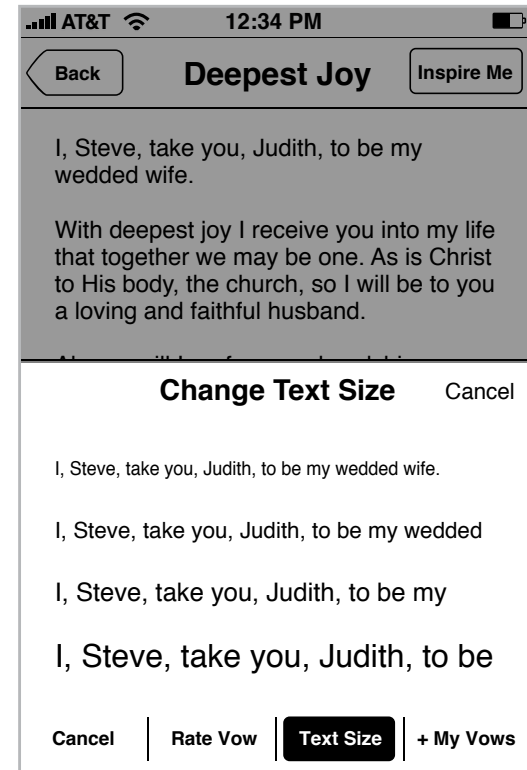 AT&T 12:34 PM
Back Deepest Joy Inspire Me
I, Steve, take you, Judith, to be my
wedded wife.
With deepest joy I receive you into my life
that together we may be one. As is Christ
to His body, the church, so I will be to you
a loving and faithful husband.
Change Text Size Cancel
I, Steve, take you, Judith, to be my wedded wife.
I, Steve, take you, Judith, to be my wedded
I, Steve, take you, Judith, to be my
I, Steve, take you, Judith, to be
Cancel Rate Vow Text Size + My Vows